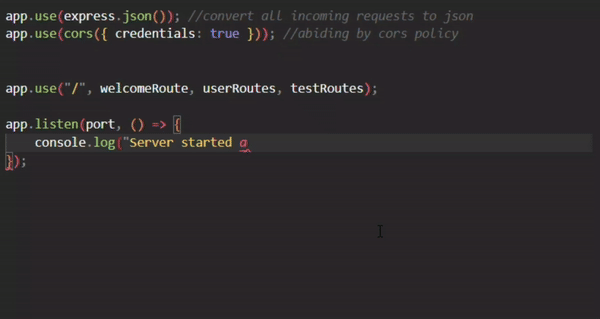 app.use(express.json()); //convert all incoming requests to json
app.use(cors({ credentials: true })); //abiding by cors policy
app.use("/", welcomeRoute, userRoutes, testRoutes);
app.listen(port, () => {
console.log("Server started a
});